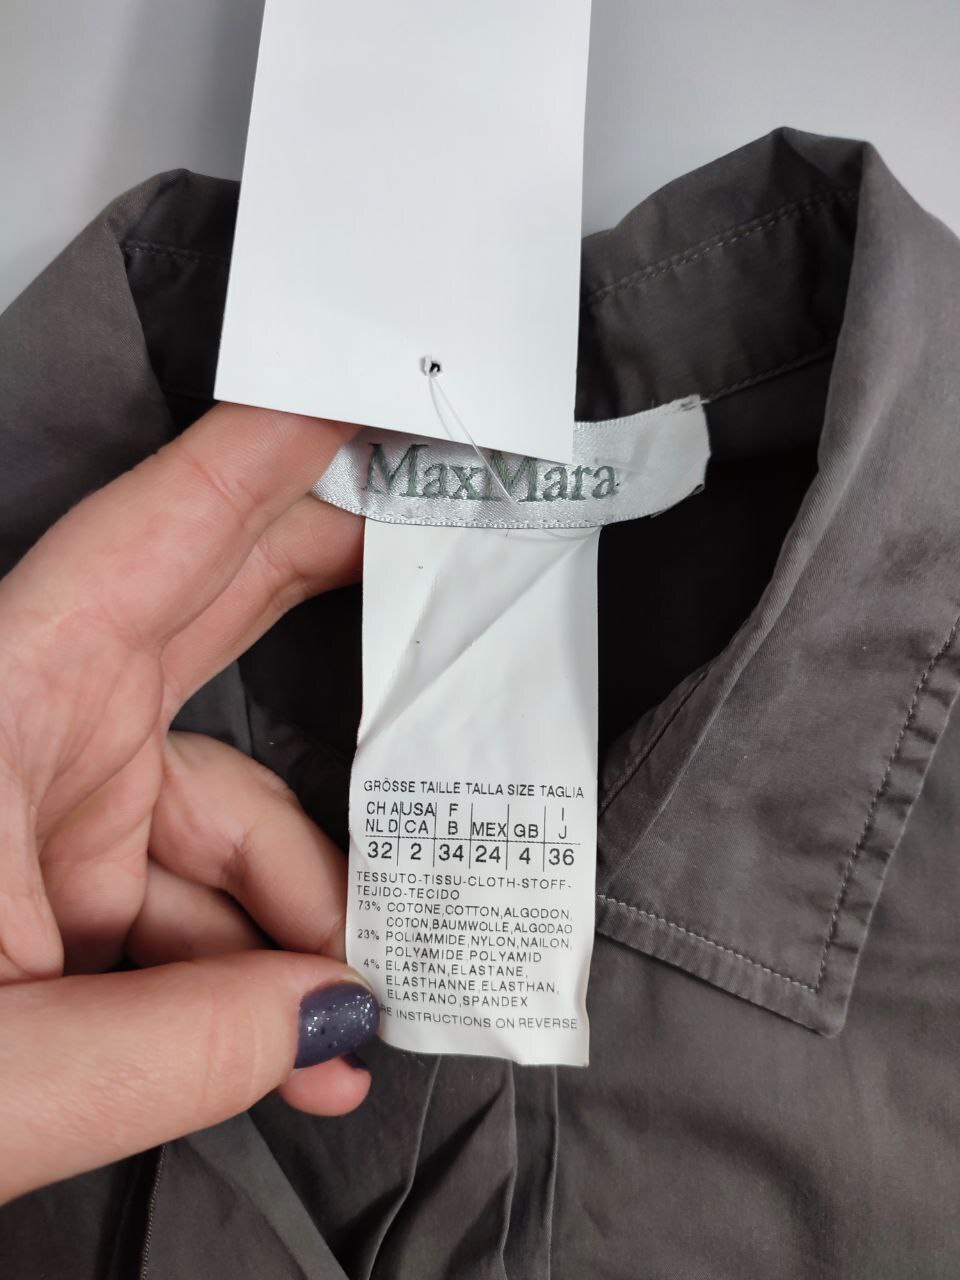 MaxMara
GRÖSSE TAILLE TALLA SIZE TAGLIA
CH A USA F I
NL D CA B MEX GB J
32 2 34 24 4 36
TESSUTO-TISSU-CLOTH-STOFF-
TEJIDO-TECIDO
73% COTONE,COTTON,ALGODON,
COTON,BAUMWOLLE,ALGODAO
23% POLIAMMIDE,NYLON,NAILON,
POLYAMIDE,POLYAMID
4% ELASTAN,ELASTANE,
ELASTHANNE,ELASTHAN,
ELASTANO,SPANDEX
INSTRUCTIONS ON REVERSE